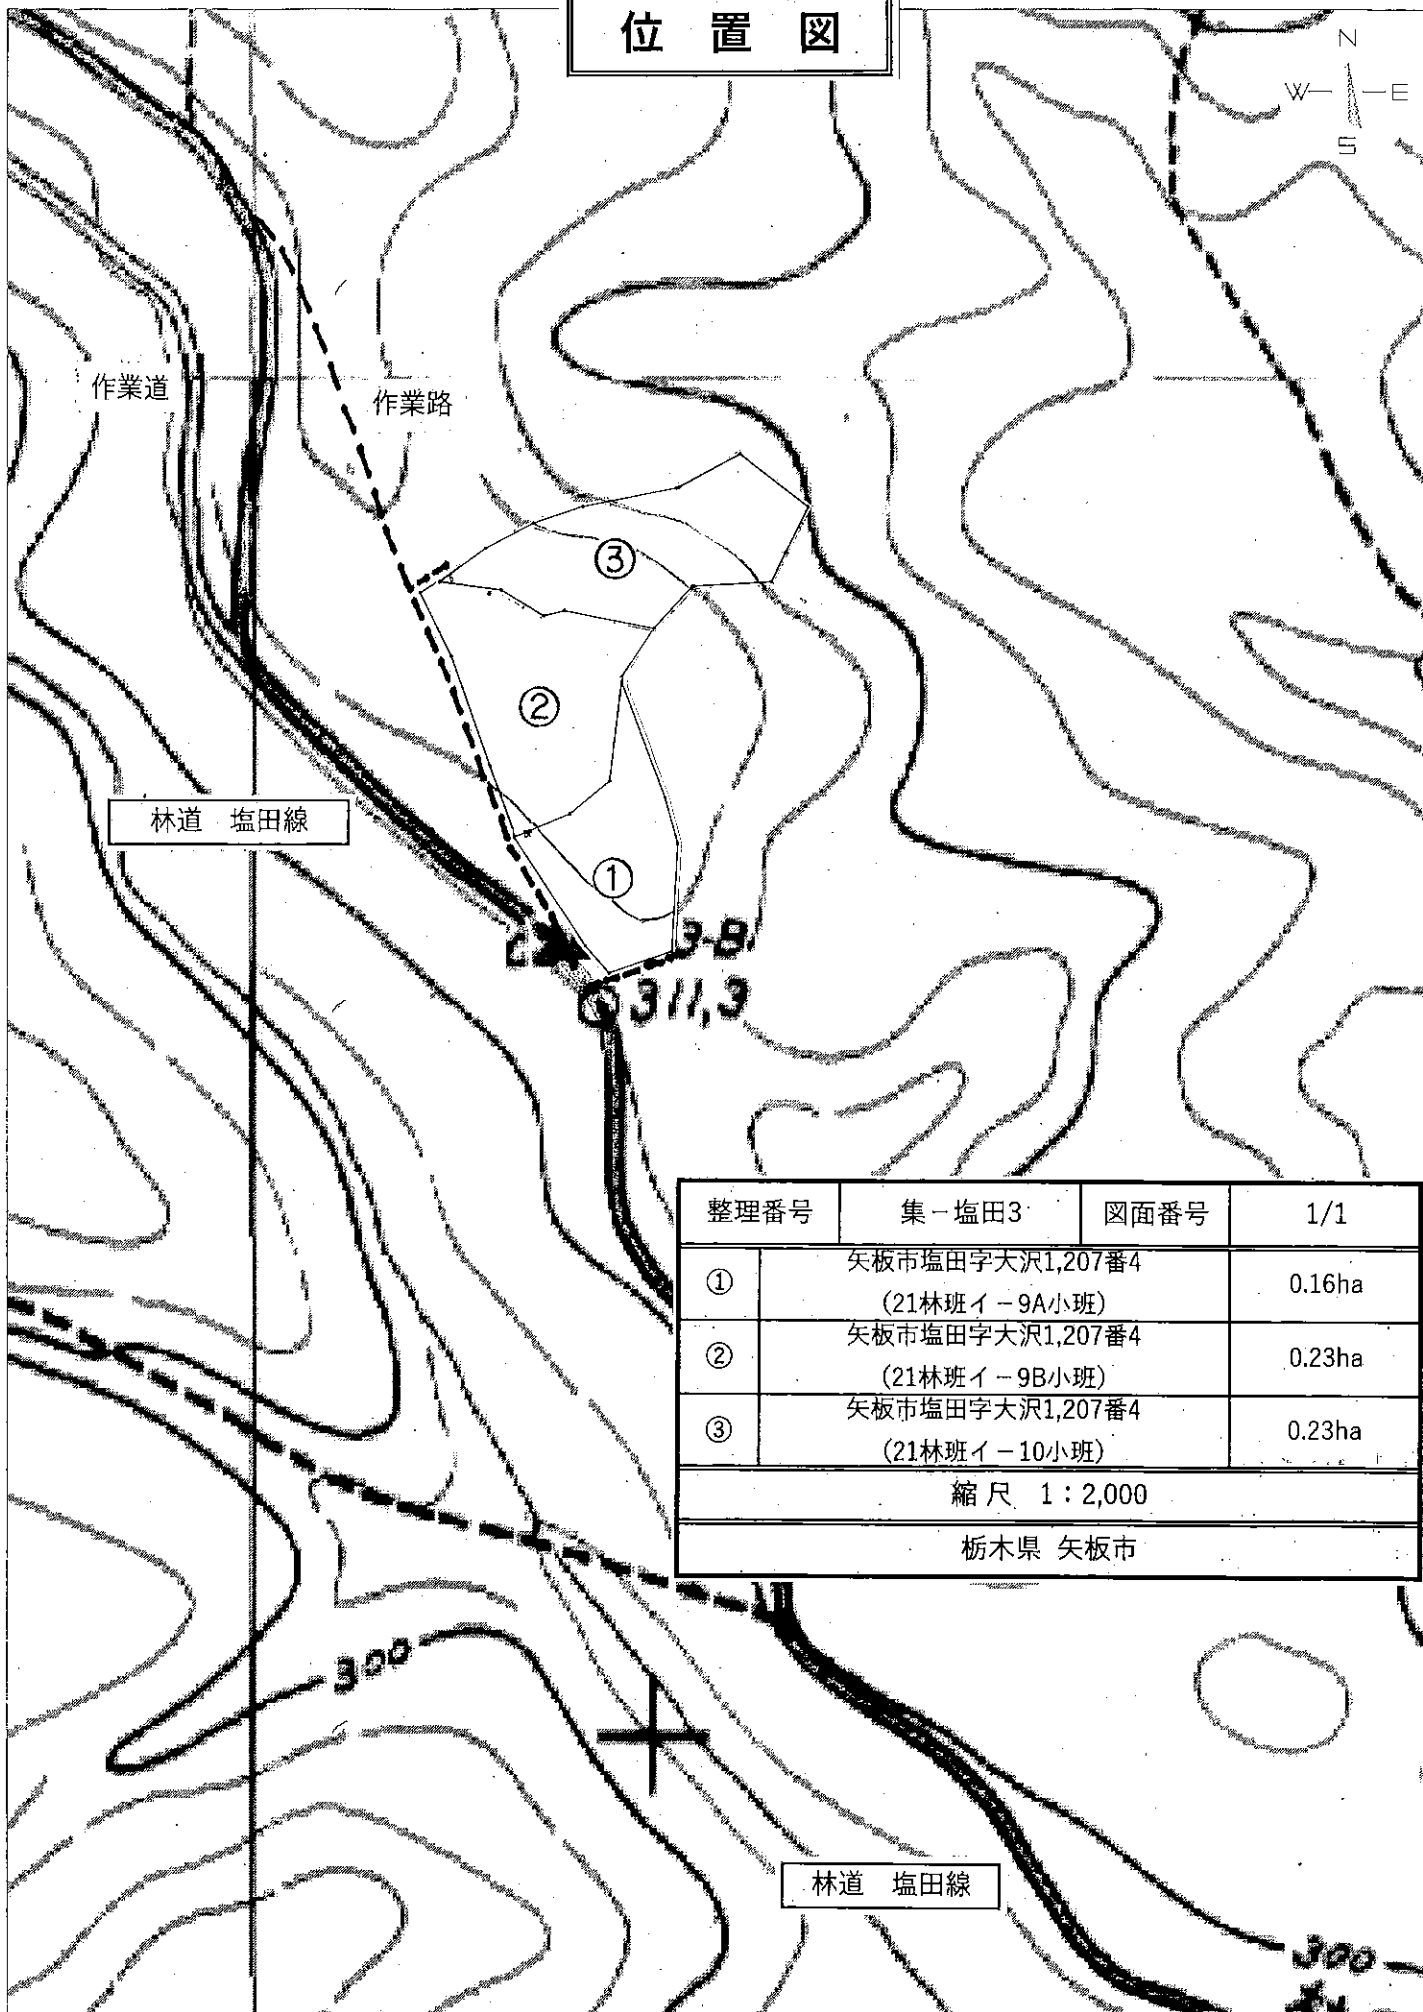 位 置 図
N
W E
S
作業道
作業路
③
②
林道 塩田線
①
3-B
311,3
整理番号 集－塩田3 図面番号 1/1
① 矢板市塩田字大沢1,207番4
(21林班イ－9A小班) 0.16ha
② 矢板市塩田字大沢1,207番4
(21林班イ－9B小班) 0.23ha
③ 矢板市塩田字大沢1,207番4
(21林班イ－10小班) 0.23ha
縮 尺 1：2,000
栃木県 矢板市
300
林道 塩田線
300